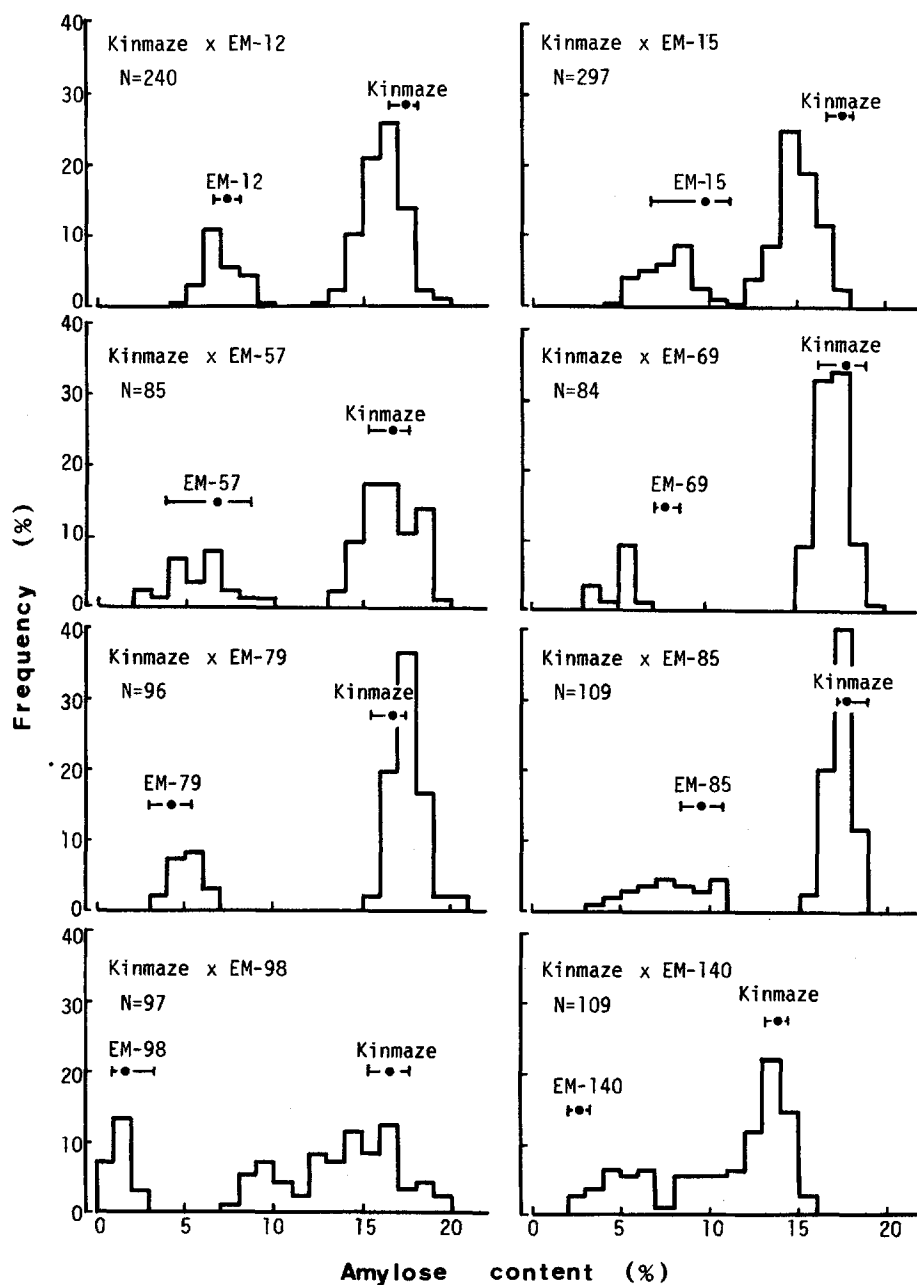 Kinmaze x EM-12
N=240
Kinmaze
EM-12
40
30
20
10
0
Kinmaze x EM-15
N=297
Kinmaze
EM-15
Kinmaze x EM-57
N=85
Kinmaze
EM-57
40
30
20
10
0
Kinmaze x EM-69
N=84
Kinmaze
EM-69
Kinmaze x EM-79
N=96
Kinmaze
EM-79
40
30
20
10
0
Kinmaze x EM-85
N=109
Kinmaze
EM-85
Kinmaze x EM-98
N=97
EM-98
Kinmaze
40
30
20
10
0
0 5 10 15 20
Kinmaze x EM-140
N=109
Kinmaze
EM-140
0 5 10 15 20
Frequency (%)
Amylose content (%)